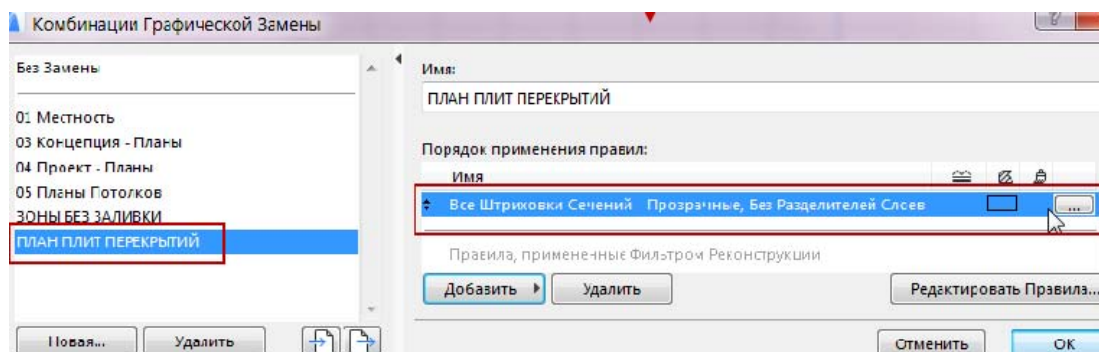 Комбинации Графической Замены
Без Замены
01 Местность
03 Концепция - Планы
04 Проект - Планы
05 Планы Потолков
ЗОНЫ БЕЗ ЗАЛИВКИ
ПЛАН ПЛИТ ПЕРЕКРЫТИЙ
Новая...
Удалить
Имя:
ПЛАН ПЛИТ ПЕРЕКРЫТИЙ
Порядок применения правил:
Имя
Все Штриховки Сечений Прозрачные, Без Разделителей Слоев
...
Правила, примененные Фильтром Реконструкции
Добавить
Удалить
Редактировать Правила...
Отменить
OK